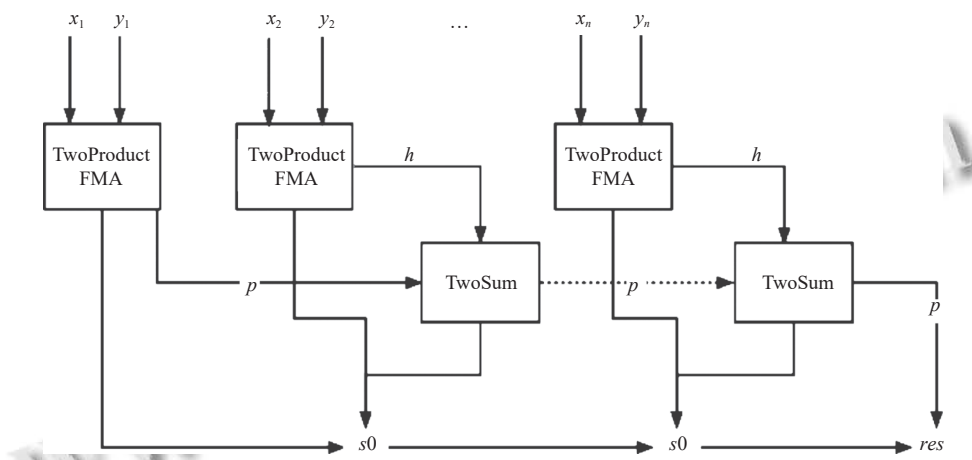 x1 y1 x2 y2 … xn yn
TwoProduct
FMA
TwoProduct
FMA
h
TwoProduct
FMA
h
p
TwoSum
p
TwoSum
p
s0
s0
res